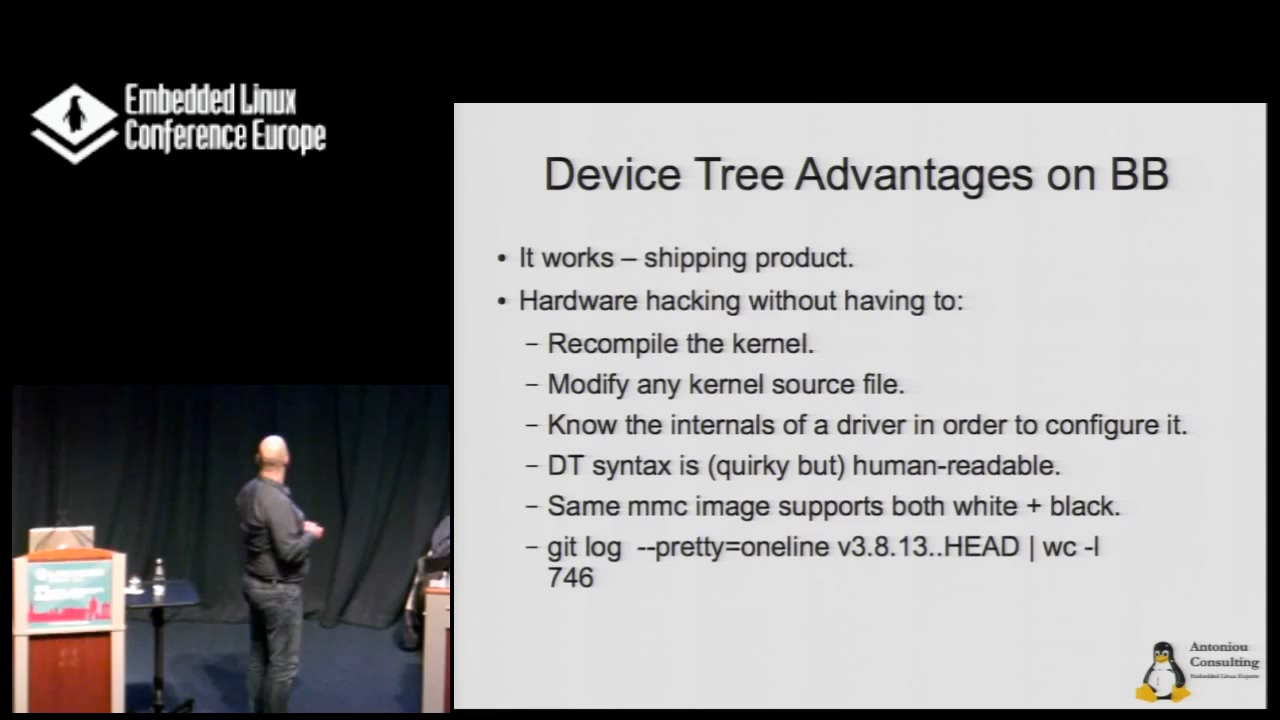 Embedded Linux
Conference Europe
Device Tree Advantages on BB
• It works – shipping product.
• Hardware hacking without having to:
– Recompile the kernel.
– Modify any kernel source file.
– Know the internals of a driver in order to configure it.
– DT syntax is (quirky but) human-readable.
– Same mmc image supports both white + black.
– git log --pretty=oneline v3.8.13..HEAD | wc -l
746
Antoniou
Consulting
Embedded Linux Experts